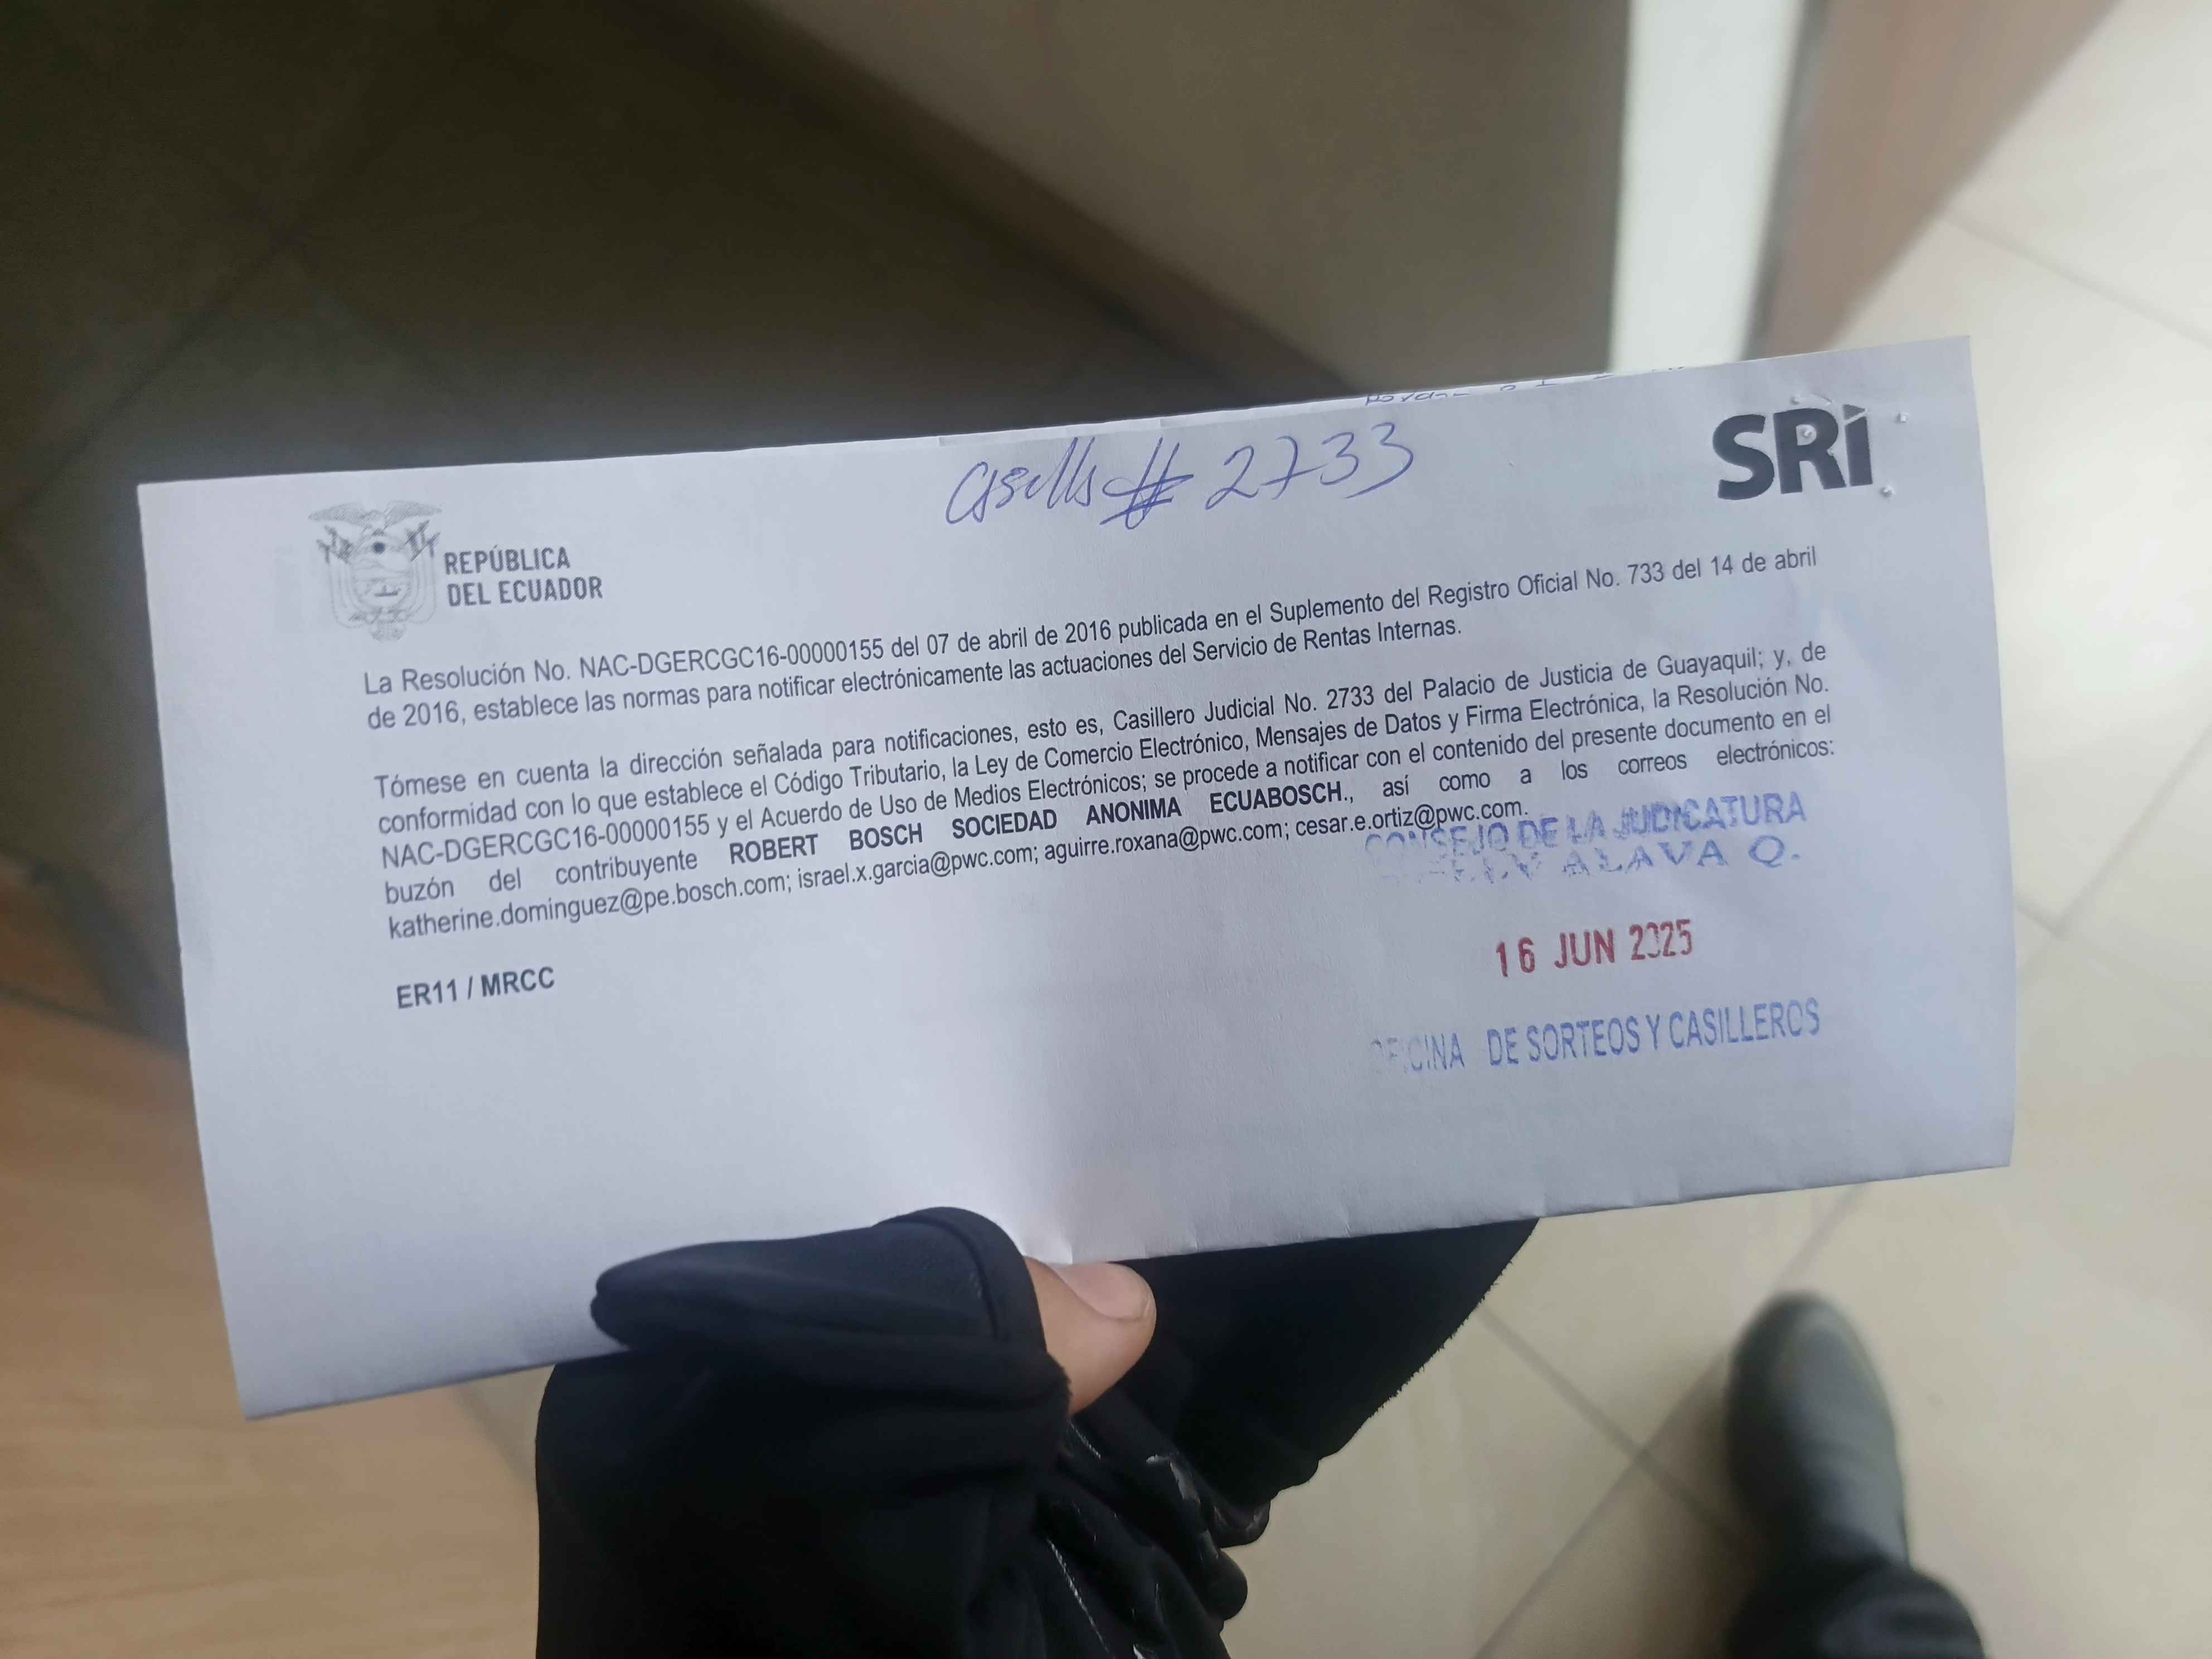 Casilla # 2733
SRi
REPÚBLICA
DEL ECUADOR
La Resolución No. NAC-DGERCGC16-00000155 del 07 de abril de 2016 publicada en el Suplemento del Registro Oficial No. 733 del 14 de abril
de 2016, establece las normas para notificar electrónicamente las actuaciones del Servicio de Rentas Internas.
Tómese en cuenta la dirección señalada para notificaciones, esto es, Casillero Judicial No. 2733 del Palacio de Justicia de Guayaquil; y, de
conformidad con lo que establece el Código Tributario, la Ley de Comercio Electrónico, Mensajes de Datos y Firma Electrónica, la Resolución No.
NAC-DGERCGC16-00000155 y el Acuerdo de Uso de Medios Electrónicos; se procede a notificar con el contenido del presente documento en el
buzón del contribuyente ROBERT BOSCH SOCIEDAD ANONIMA ECUABOSCH., así como a los correos electrónicos:
katherine.dominguez@pe.bosch.com; israel.x.garcia@pwc.com; aguirre.roxana@pwc.com; cesar.e.ortiz@pwc.com.
CONSEJO DE LA JUDICATURA
ALAVA Q.
16 JUN 2025
ER11 / MRCC
OFICINA DE SORTEOS Y CASILLEROS